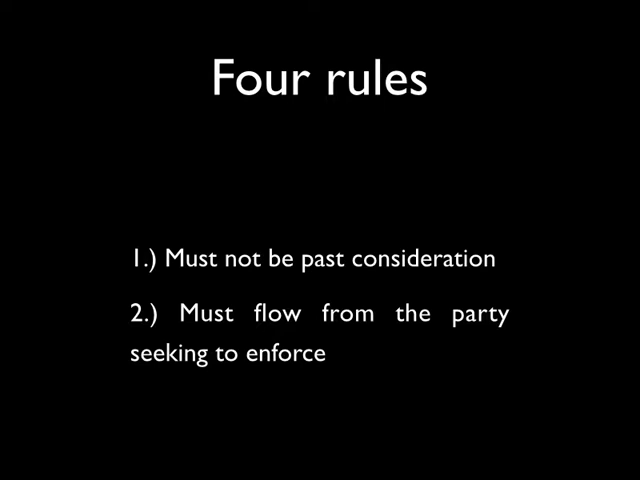 Four rules
1.) Must not be past consideration
2.) Must flow from the party
seeking to enforce